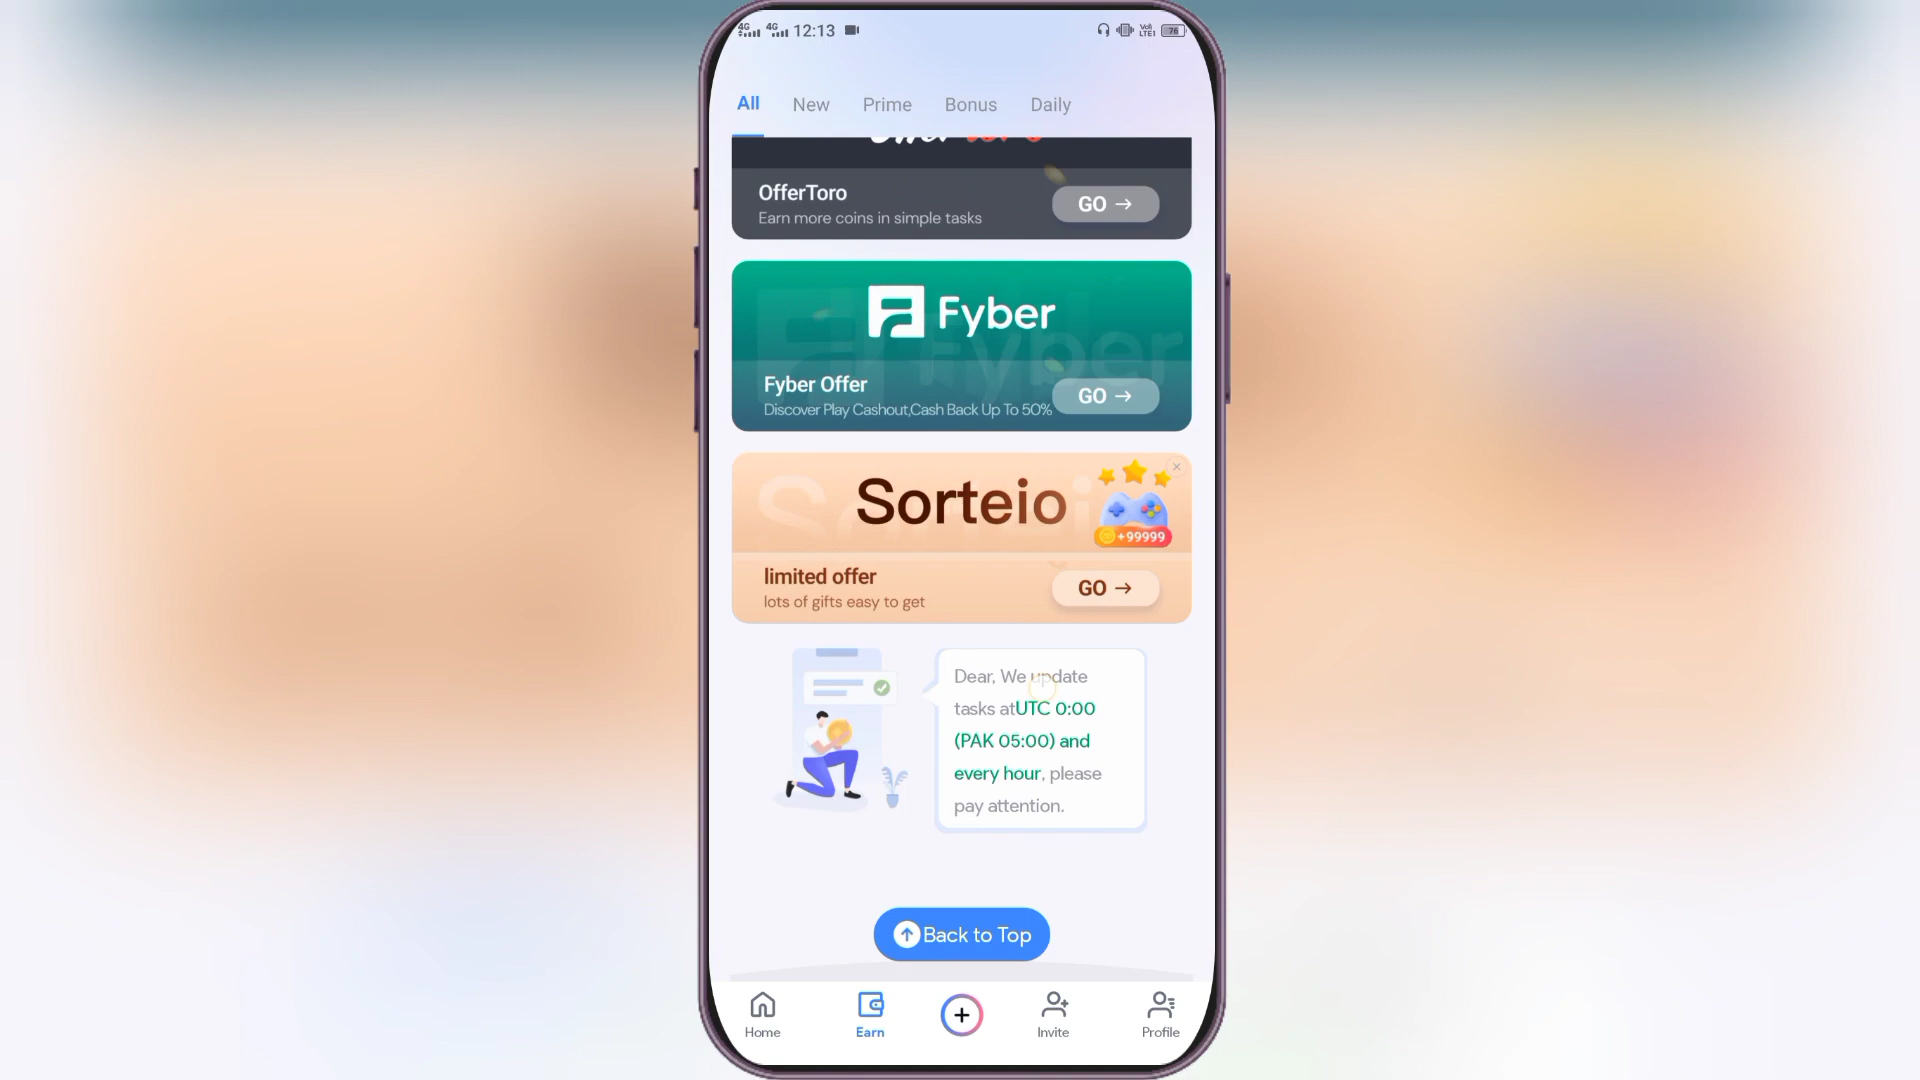 4G 4G 12:13 76
All New Prime Bonus Daily
OfferToro
Earn more coins in simple tasks
GO →
Fyber
Fyber Offer
Discover Play Cashout,Cash Back Up To 50%
GO →
Sorteio
+99999
limited offer
lots of gifts easy to get
GO →
Dear, We update
tasks atUTC 0:00
(PAK 05:00) and
every hour, please
pay attention.
Back to Top
Home Earn Invite Profile